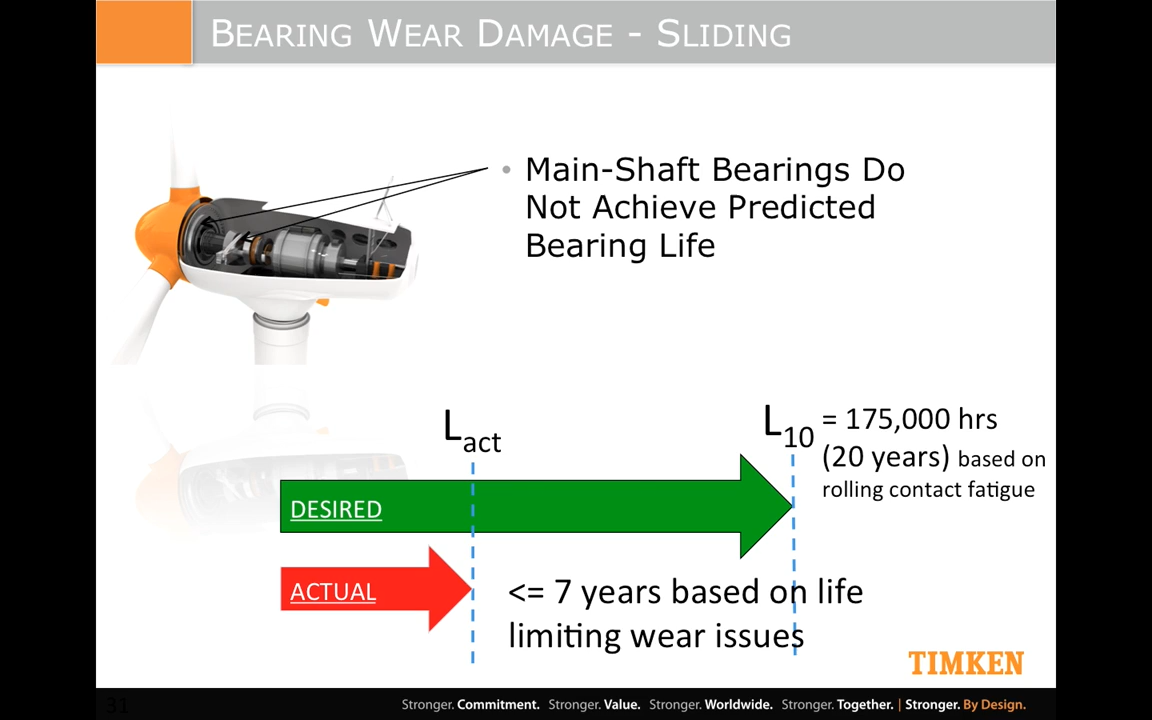 BEARING WEAR DAMAGE - SLIDING
• Main-Shaft Bearings Do
Not Achieve Predicted
Bearing Life
Lact
L10 = 175,000 hrs
(20 years) based on
rolling contact fatigue
DESIRED
ACTUAL
<= 7 years based on life
limiting wear issues
TIMKEN
31
Stronger. Commitment. Stronger. Value. Stronger. Worldwide. Stronger. Together. | Stronger. By Design.